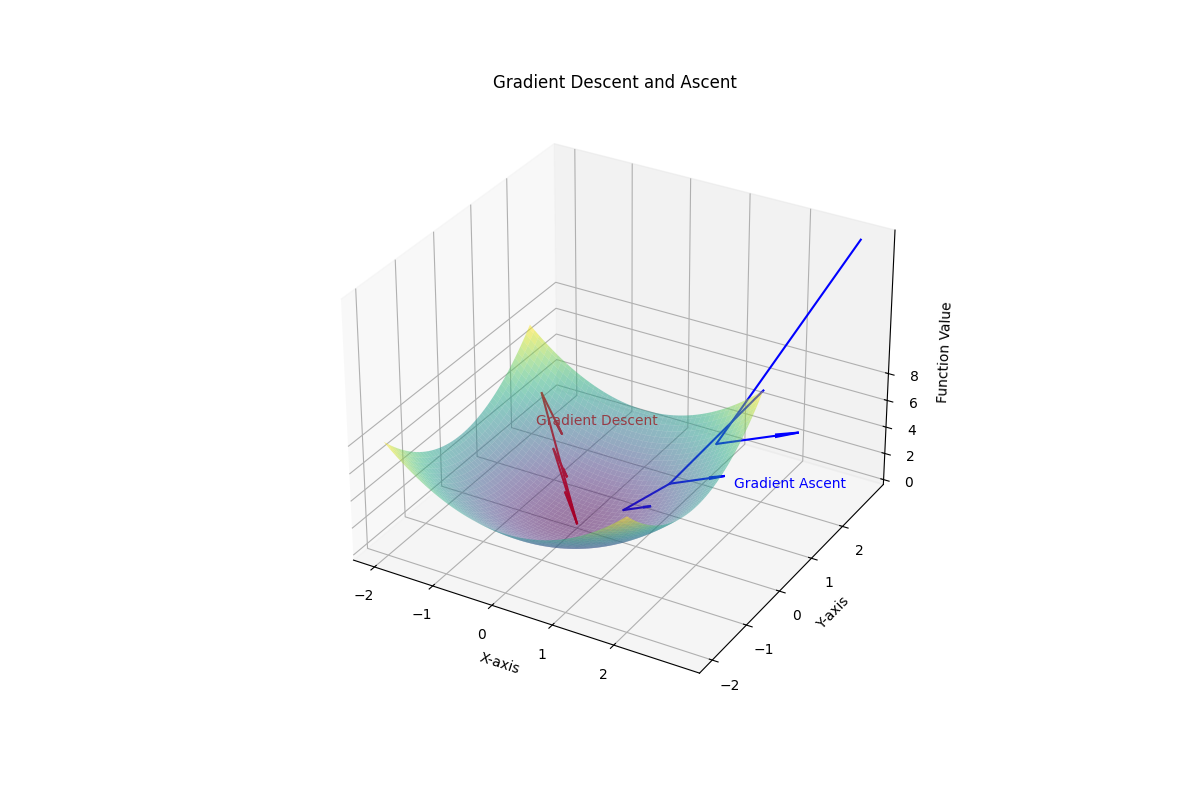 Gradient Descent and Ascent
Function Value
8
6
4
2
0
Gradient Descent
Gradient Ascent
−2
−1
0
1
2
X-axis
2
1
0
−1
−2
Y-axis